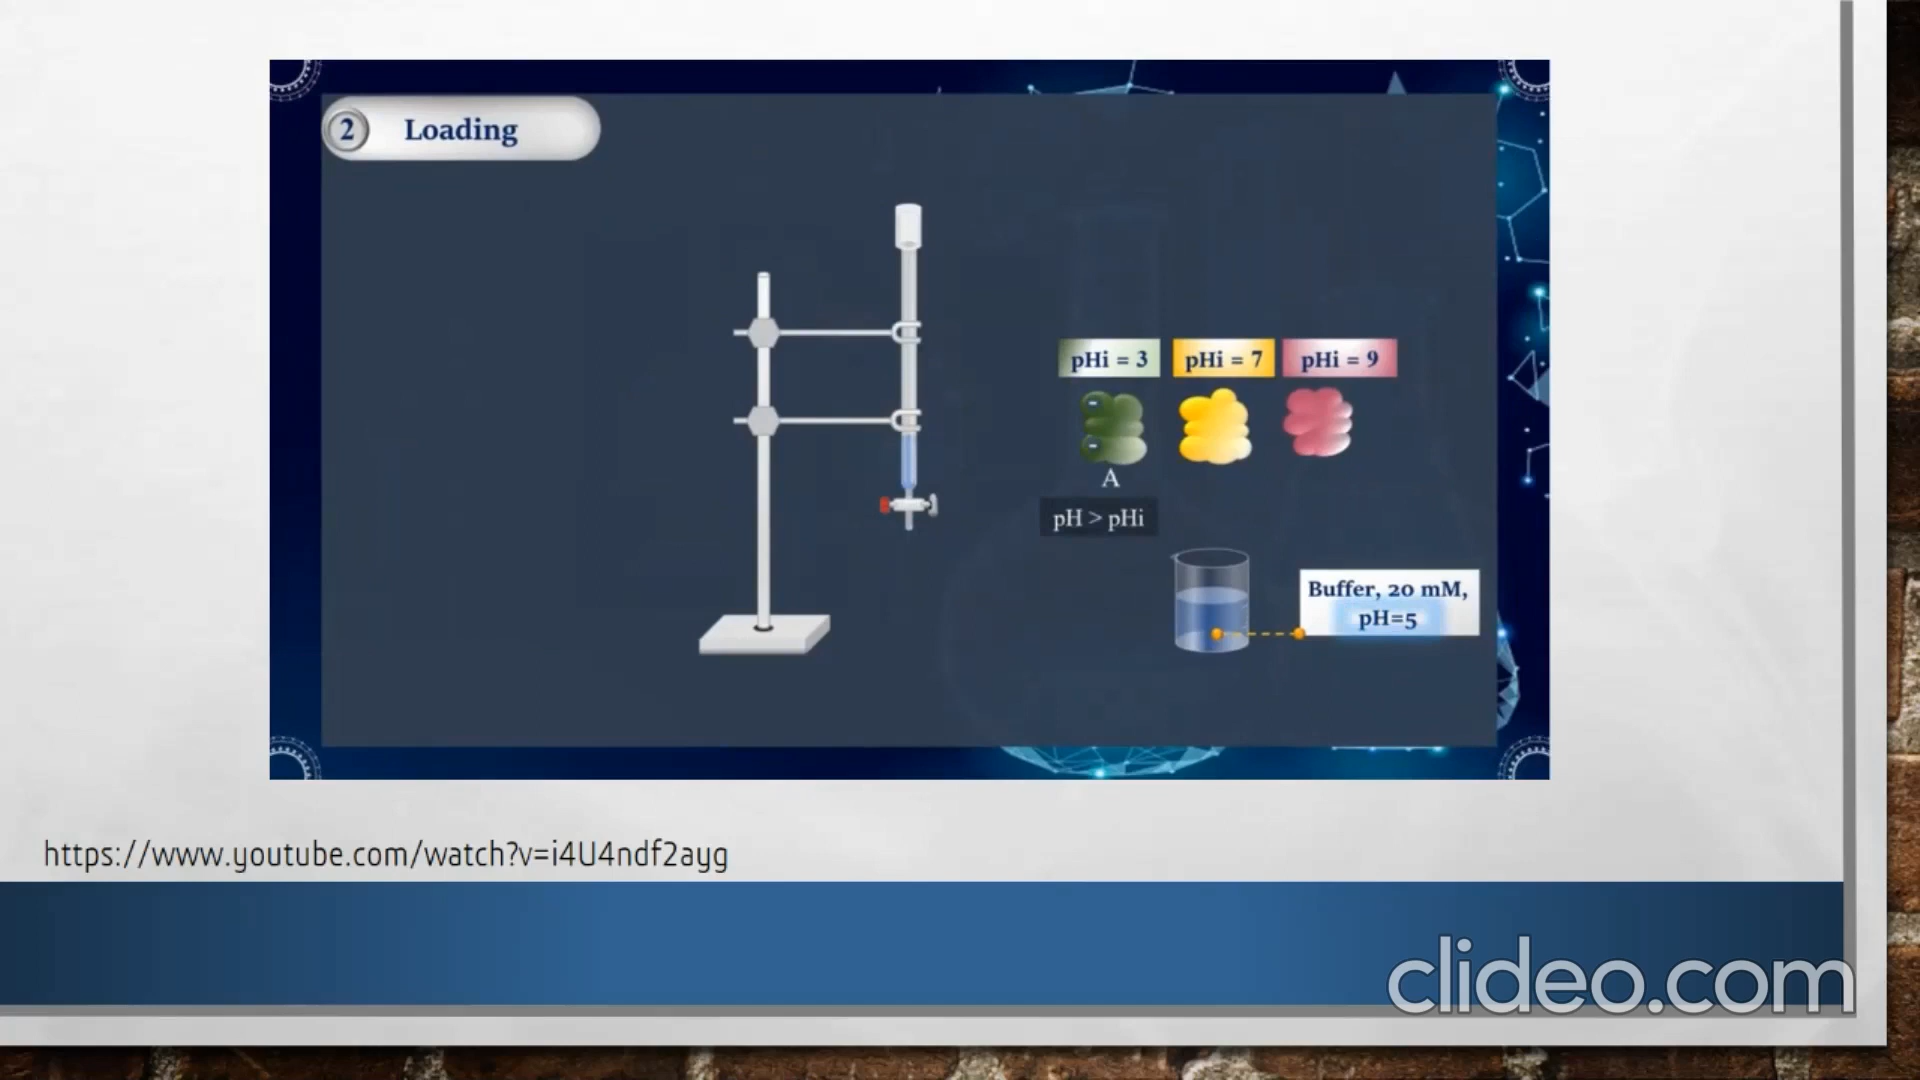 2 Loading
pHi = 3 pHi = 7 pHi = 9
A
pH > pHi
Buffer, 20 mM,
pH=5
https://www.youtube.com/watch?v=i4U4ndf2ayg
clideo.com